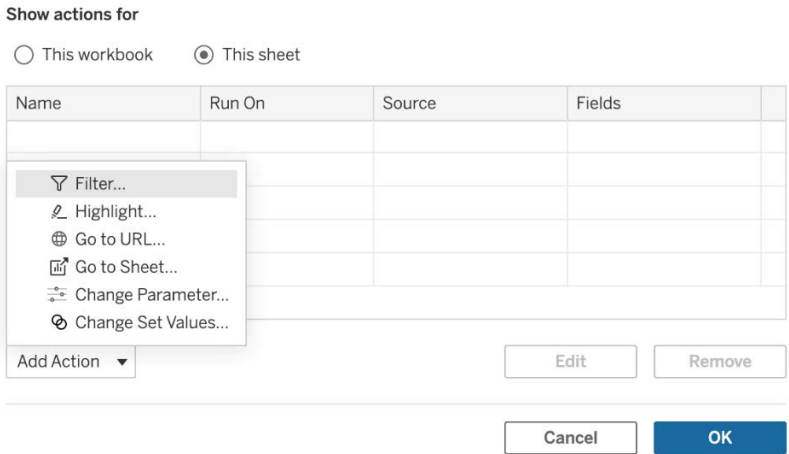 Show actions for
This workbook This sheet
Name Run On Source Fields
Filter...
Highlight...
Go to URL...
Go to Sheet...
Change Parameter...
Change Set Values...
Add Action Edit Remove
Cancel OK